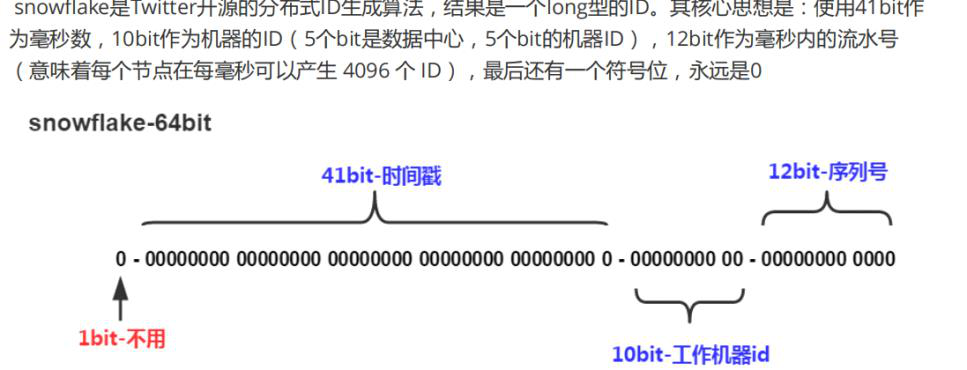 snowflake是Twitter开源的分布式ID生成算法，结果是一个long型的ID。其核心思想是：使用41bit作
为毫秒数，10bit作为机器的ID（5个bit是数据中心，5个bit的机器ID），12bit作为毫秒内的流水号
（意味着每个节点在每毫秒可以产生 4096 个 ID），最后还有一个符号位，永远是0
snowflake-64bit
41bit-时间戳
12bit-序列号
0 - 00000000 00000000 00000000 00000000 00000000 0 - 00000000 00 - 00000000 0000
1bit-不用
10bit-工作机器id